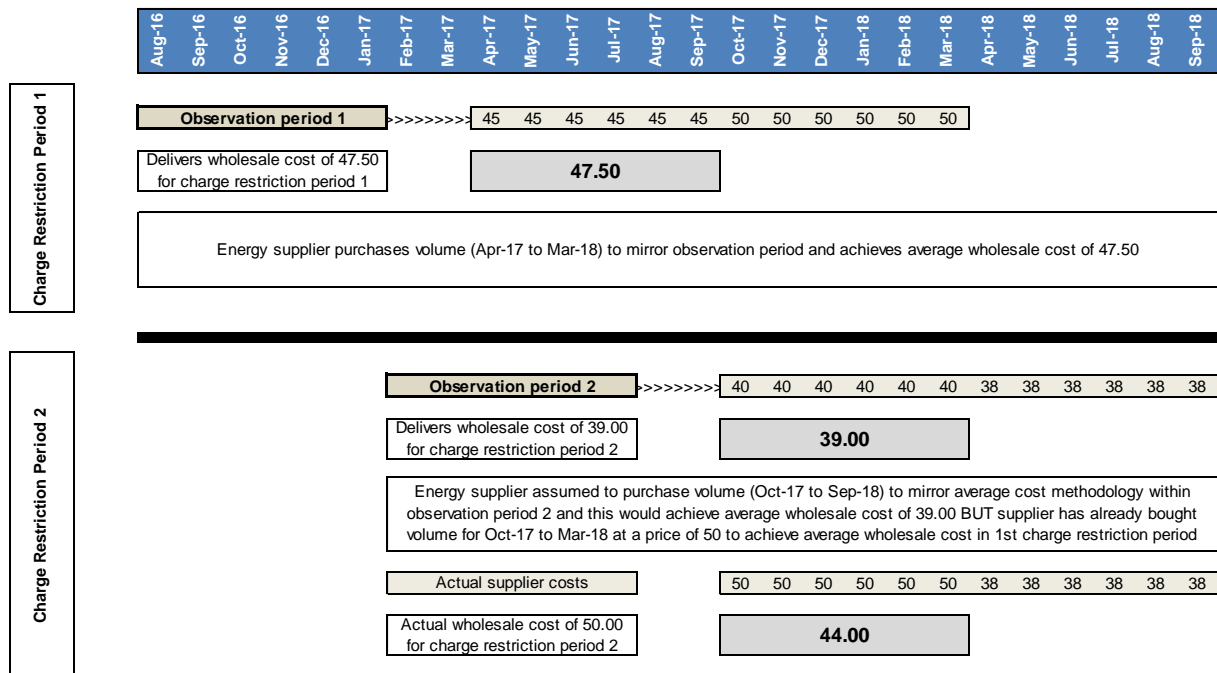 Aug-16 Sep-16 Oct-16 Nov-16 Dec-16 Jan-17 Feb-17 Mar-17 Apr-17 May-17 Jun-17 Jul-17 Aug-17 Sep-17 Oct-17 Nov-17 Dec-17 Jan-18 Feb-18 Mar-18 Apr-18 May-18 Jun-18 Jul-18 Aug-18 Sep-18
Charge Restriction Period 1
Observation period 1 >>>>>>>>> 45 45 45 45 45 45 50 50 50 50 50 50
Delivers wholesale cost of 47.50
for charge restriction period 1
47.50
Energy supplier purchases volume (Apr-17 to Mar-18) to mirror observation period and achieves average wholesale cost of 47.50
Charge Restriction Period 2
Observation period 2 >>>>>>>>> 40 40 40 40 40 40 38 38 38 38 38 38
Delivers wholesale cost of 39.00
for charge restriction period 2
39.00
Energy supplier assumed to purchase volume (Oct-17 to Sep-18) to mirror average cost methodology within
observation period 2 and this would achieve average wholesale cost of 39.00 BUT supplier has already bought
volume for Oct-17 to Mar-18 at a price of 50 to achieve average wholesale cost in 1st charge restriction period
Actual supplier costs 50 50 50 50 50 50 38 38 38 38 38 38
Actual wholesale cost of 50.00
for charge restriction period 2
44.00